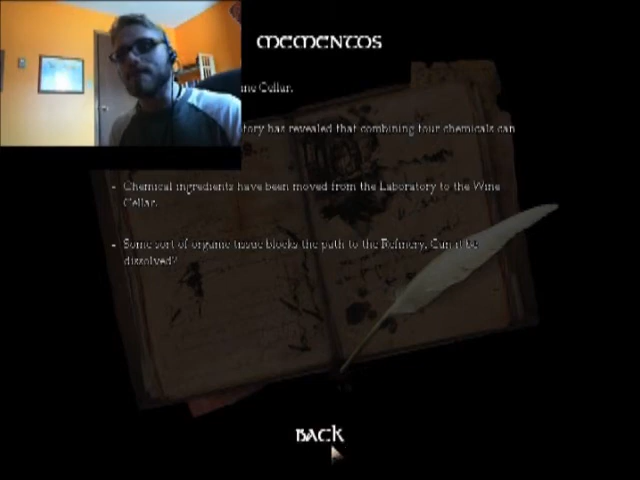 MEMENTOS
ne Cellar.
tory has revealed that combining four chemicals can
- Chemical ingredients have been moved from the Laboratory to the Wine
Cellar.
- Some sort of organic tissue blocks the path to the Refinery. Can it be
dissolved?
BACK